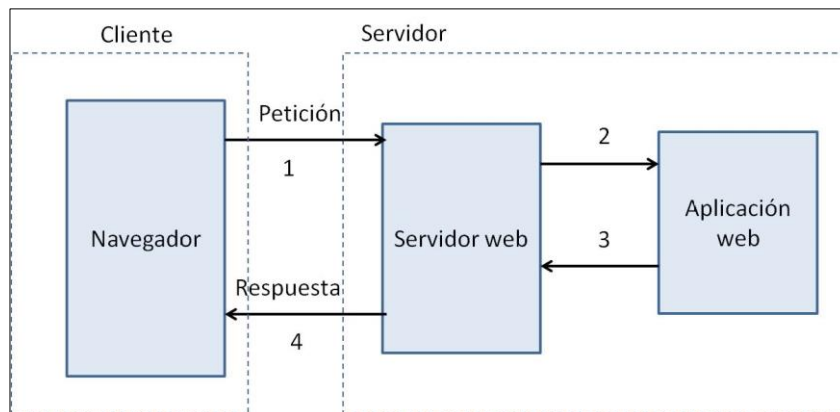 Cliente
Servidor
Petición
1
2
Navegador
Servidor web
Aplicación
web
3
Respuesta
4